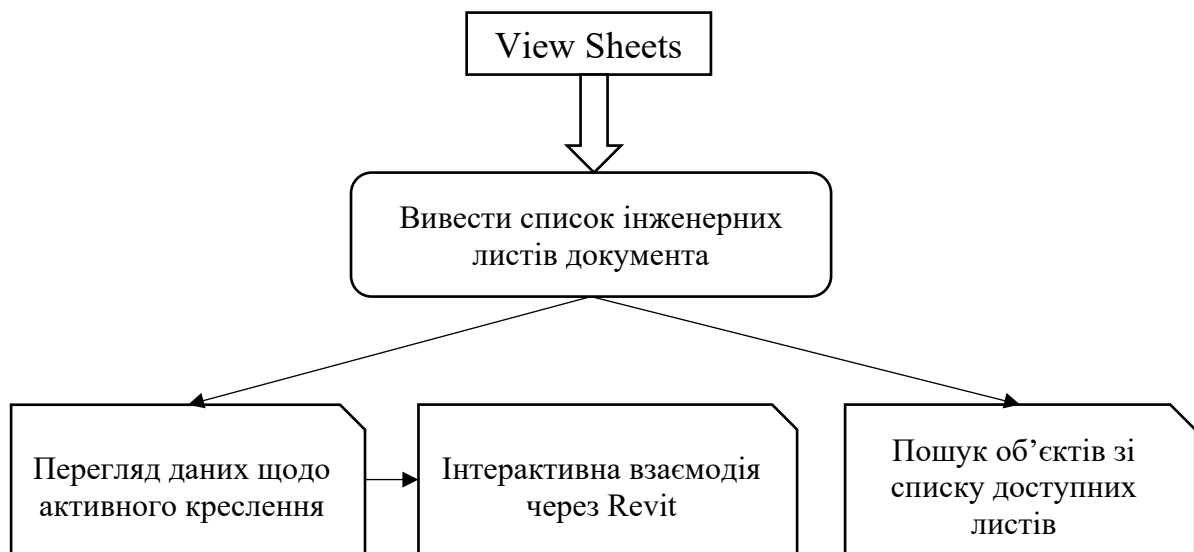 View Sheets
Вивести список інженерних
листів документа
Перегляд даних щодо
активного креслення
Інтерактивна взаємодія
через Revit
Пошук об’єктів зі
списку доступних
листів